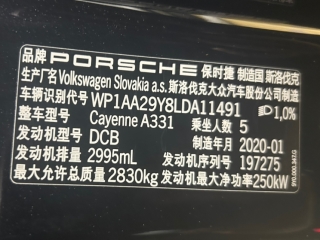 品牌 PORSCHE 保时捷 制造国 斯洛伐克
生产厂名 Volkswagen Slovakia a.s. 斯洛伐克大众汽车股份公司制造
车辆识别代号 WP1AA29Y8LDA11491 1,0%
整车型号 Cayenne A331 乘坐人数 5
发动机型号 DCB 制造年月 2020-01
发动机排量 2995mL 发动机序列号 197275
最大允许总质量 2830kg 发动机最大净功率 250kW